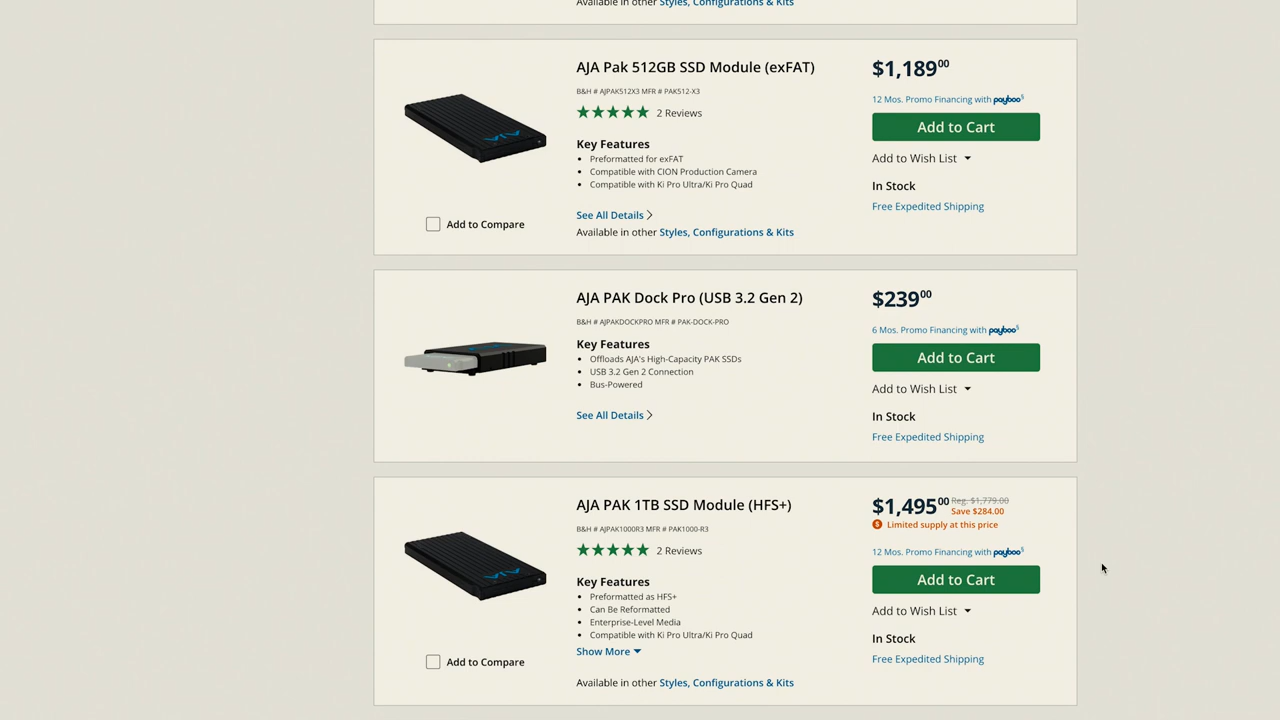 Available in other Styles, Configurations & Kits
AJA Pak 512GB SSD Module (exFAT)
B&H # AJPAK512X3 MFR # PAK512-X3
2 Reviews
Key Features
Preformatted for exFAT
Compatible with CION Production Camera
Compatible with Ki Pro Ultra/Ki Pro Quad
See All Details
Available in other Styles, Configurations & Kits
Add to Compare
$1,189 00
12 Mos. Promo Financing with payboo§
Add to Cart
Add to Wish List
In Stock
Free Expedited Shipping
AJA PAK Dock Pro (USB 3.2 Gen 2)
B&H # AJPAKDOCKPRO MFR # PAK-DOCK-PRO
Key Features
Offloads AJA's High-Capacity PAK SSDs
USB 3.2 Gen 2 Connection
Bus-Powered
See All Details
$239 00
6 Mos. Promo Financing with payboo§
Add to Cart
Add to Wish List
In Stock
Free Expedited Shipping
AJA PAK 1TB SSD Module (HFS+)
B&H # AJPAK1000R3 MFR # PAK1000-R3
2 Reviews
Key Features
Preformatted as HFS+
Can Be Reformatted
Enterprise-Level Media
Compatible with Ki Pro Ultra/Ki Pro Quad
Show More
Available in other Styles, Configurations & Kits
Add to Compare
$1,495 00 Reg. $1,779.00
Save $284.00
$ Limited supply at this price
12 Mos. Promo Financing with payboo§
Add to Cart
Add to Wish List
In Stock
Free Expedited Shipping